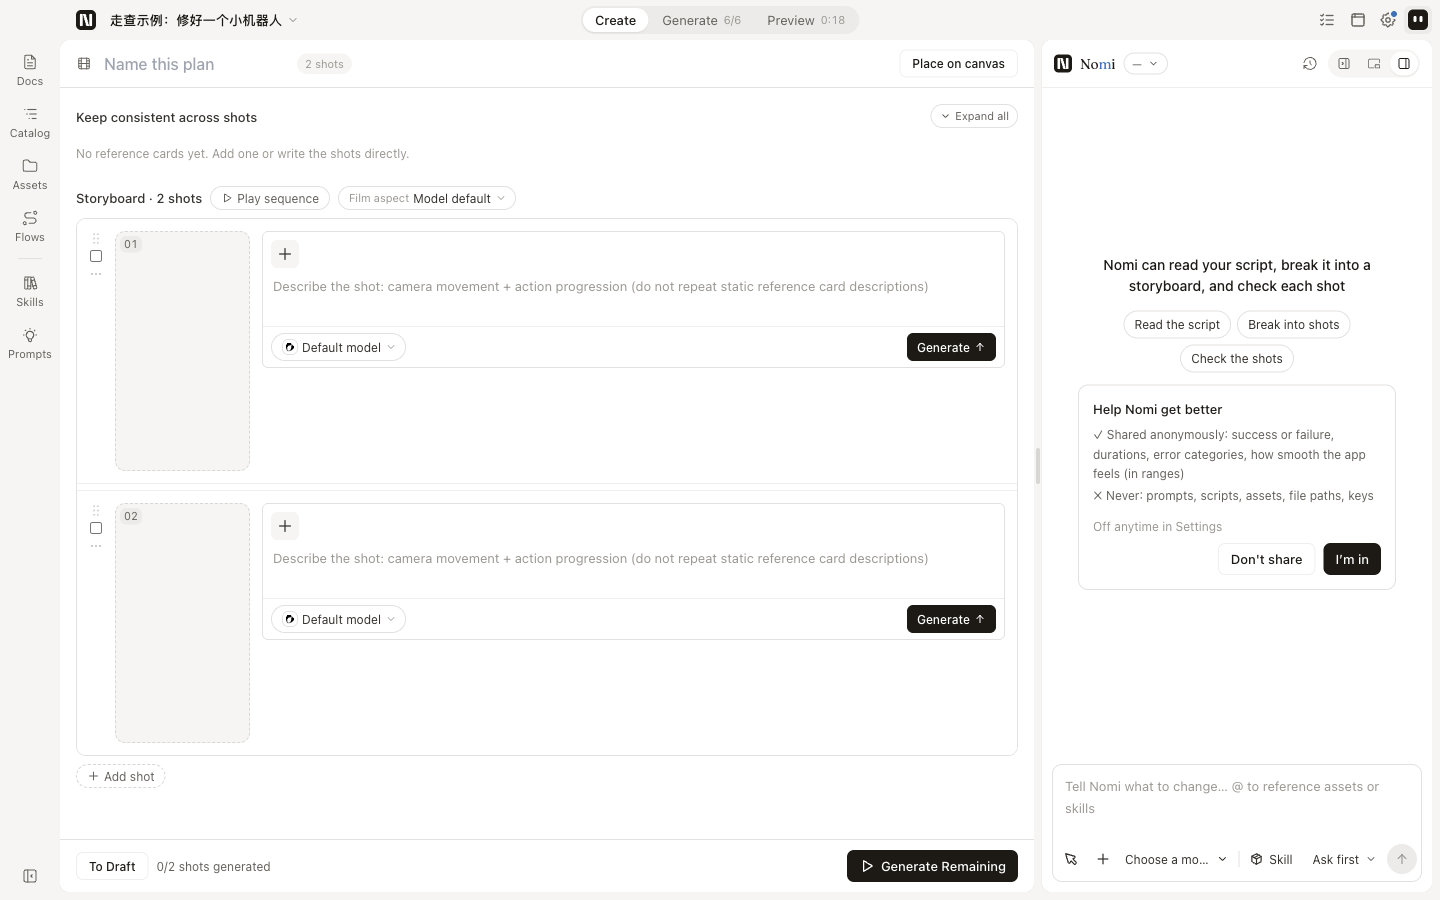 走查示例：修好一个小机器人
Create
Generate 6/6
Preview 0:18
Docs
Catalog
Assets
Flows
Skills
Prompts
Name this plan
2 shots
Place on canvas
Keep consistent across shots
Expand all
No reference cards yet. Add one or write the shots directly.
Storyboard · 2 shots
Play sequence
Film aspect Model default
01
Describe the shot: camera movement + action progression (do not repeat static reference card descriptions)
Default model
Generate ↑
02
Describe the shot: camera movement + action progression (do not repeat static reference card descriptions)
Default model
Generate ↑
+ Add shot
To Draft
0/2 shots generated
Generate Remaining
Nomi
—
Nomi can read your script, break it into a
storyboard, and check each shot
Read the script
Break into shots
Check the shots
Help Nomi get better
✓ Shared anonymously: success or failure,
durations, error categories, how smooth the app
feels (in ranges)
✕ Never: prompts, scripts, assets, file paths, keys
Off anytime in Settings
Don't share
I'm in
Tell Nomi what to change... @ to reference assets or
skills
Choose a mo...
Skill
Ask first